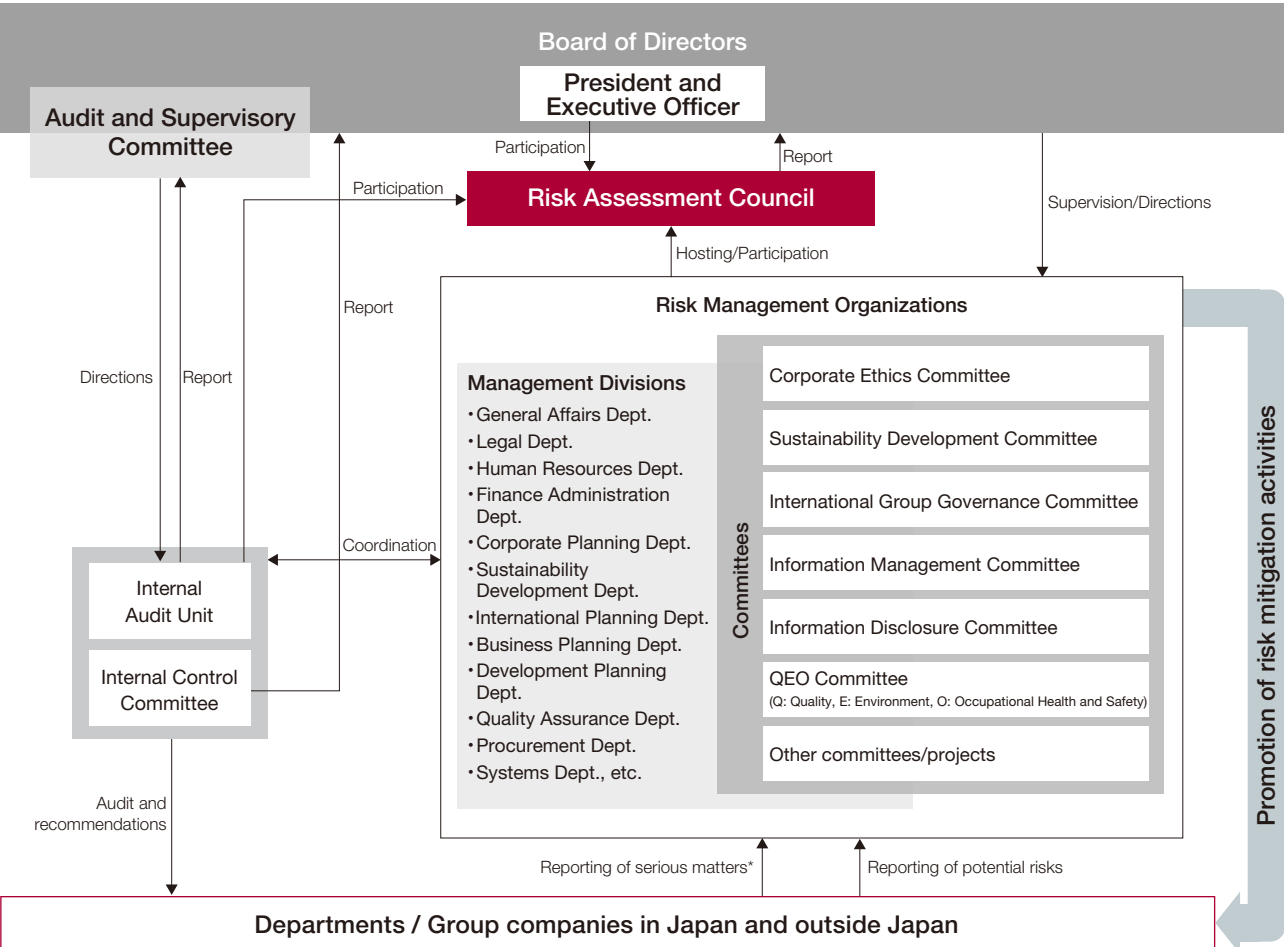 Board of Directors
President and
Executive Officer
Audit and Supervisory
Committee
Participation
Report
Participation
Risk Assessment Council
Supervision/Directions
Hosting/Participation
Report
Directions
Report
Risk Management Organizations
Management Divisions
・General Affairs Dept.
・Legal Dept.
・Human Resources Dept.
・Finance Administration
Dept.
・Corporate Planning Dept.
・Sustainability
Development Dept.
・International Planning Dept.
・Business Planning Dept.
・Development Planning
Dept.
・Quality Assurance Dept.
・Procurement Dept.
・Systems Dept., etc.
Committees
Corporate Ethics Committee
Sustainability Development Committee
International Group Governance Committee
Information Management Committee
Information Disclosure Committee
QEO Committee
(Q: Quality, E: Environment, O: Occupational Health and Safety)
Other committees/projects
Promotion of risk mitigation activities
Coordination
Internal
Audit Unit
Internal Control
Committee
Audit and
recommendations
Reporting of serious matters*
Reporting of potential risks
Departments / Group companies in Japan and outside Japan